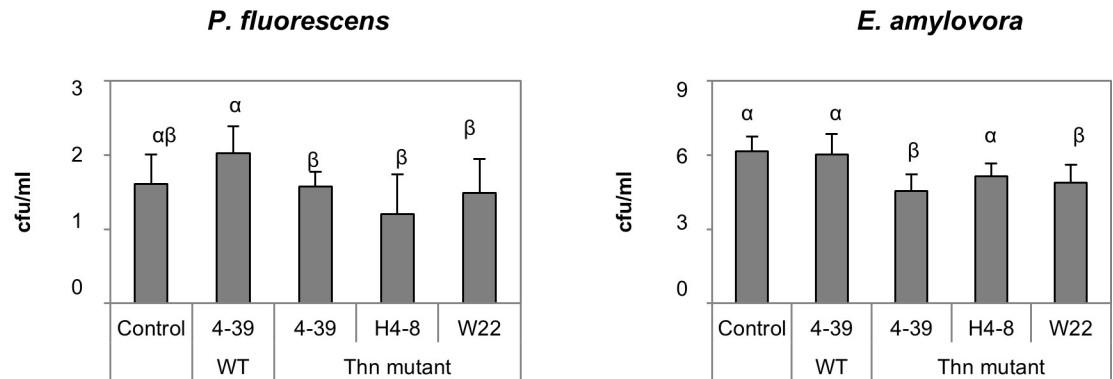 P. fluorescens
3
2
1
0
cfu/ml
αβ
α
β
β
β
Control 4-39 4-39 H4-8 W22
WT Thn mutant
E. amylovora
9
6
3
0
cfu/ml
α
α
β
α
β
Control 4-39 4-39 H4-8 W22
WT Thn mutant